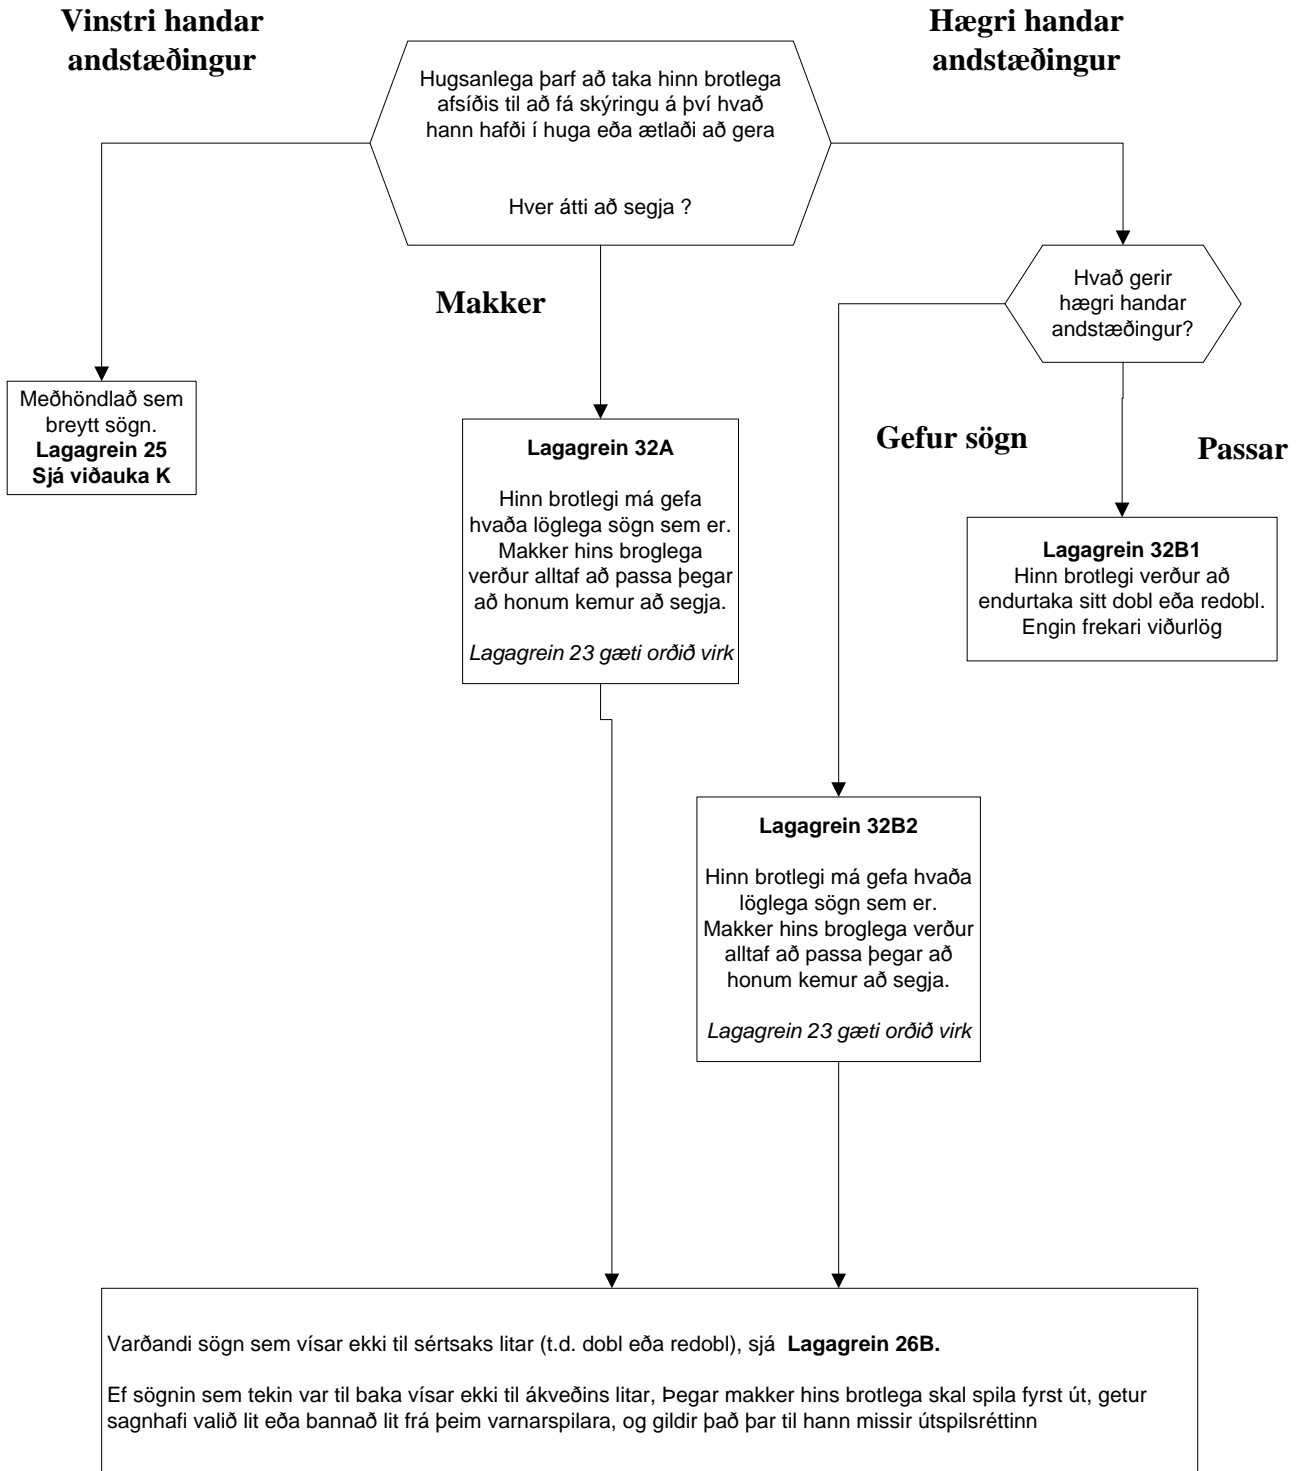 Vinstri handar
andstæðingur
Hægri handar
andstæðingur
Hugsanlega þarf að taka hinn brotlega
afsíðis til að fá skýringu á því hvað
hann hafði í huga eða ætlaði að gera
Hver átti að segja ?
Makker
Hvað gerir
hægri handar
andstæðingur?
Meðhöndlað sem
breytt sögn.
Lagagrein 25
Sjá viðauka K
Gefur sögn
Passar
Lagagrein 32A
Hinn brotlegi má gefa
hvaða löglega sögn sem er.
Makker hins broglega
verður alltaf að passa þegar
að honum kemur að segja.
Lagagrein 23 gæti orðið virk
Lagagrein 32B1
Hinn brotlegi verður að
endurtaka sitt dobl eða redobl.
Engin frekari viðurlög
Lagagrein 32B2
Hinn brotlegi má gefa hvaða
löglega sögn sem er.
Makker hins broglega verður
alltaf að passa þegar að
honum kemur að segja.
Lagagrein 23 gæti orðið virk
Varðandi sögn sem vísar ekki til sértsaks litar (t.d. dobl eða redobl), sjá Lagagrein 26B.
Ef sögnin sem tekin var til baka vísar ekki til ákveðins litar, Þegar makker hins brotlega skal spila fyrst út, getur
sagnhafi valið lit eða bannað lit frá þeim varnarspilara, og gildir það þar til hann missir útspilsréttinn